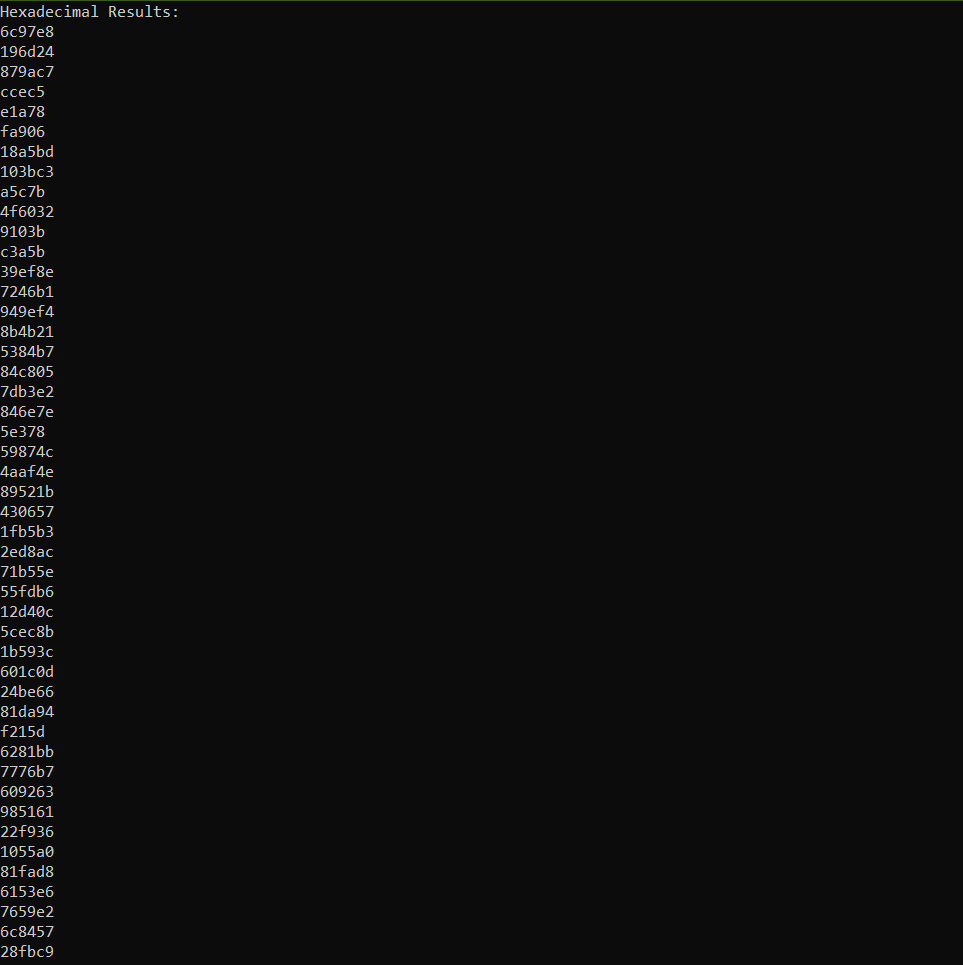 Hexadecimal Results:
6c97e8
196d24
879ac7
ccec5
e1a78
fa906
18a5bd
103bc3
a5c7b
4f6032
9103b
c3a5b
39ef8e
7246b1
949ef4
8b4b21
5384b7
84c805
7db3e2
846e7e
5e378
59874c
4aaf4e
89521b
430657
1fb5b3
2ed8ac
71b55e
55fdb6
12d40c
5cec8b
1b593c
601c0d
24be66
81da94
f215d
6281bb
7776b7
609263
985161
22f936
1055a0
81fad8
6153e6
7659e2
6c8457
28fbc9